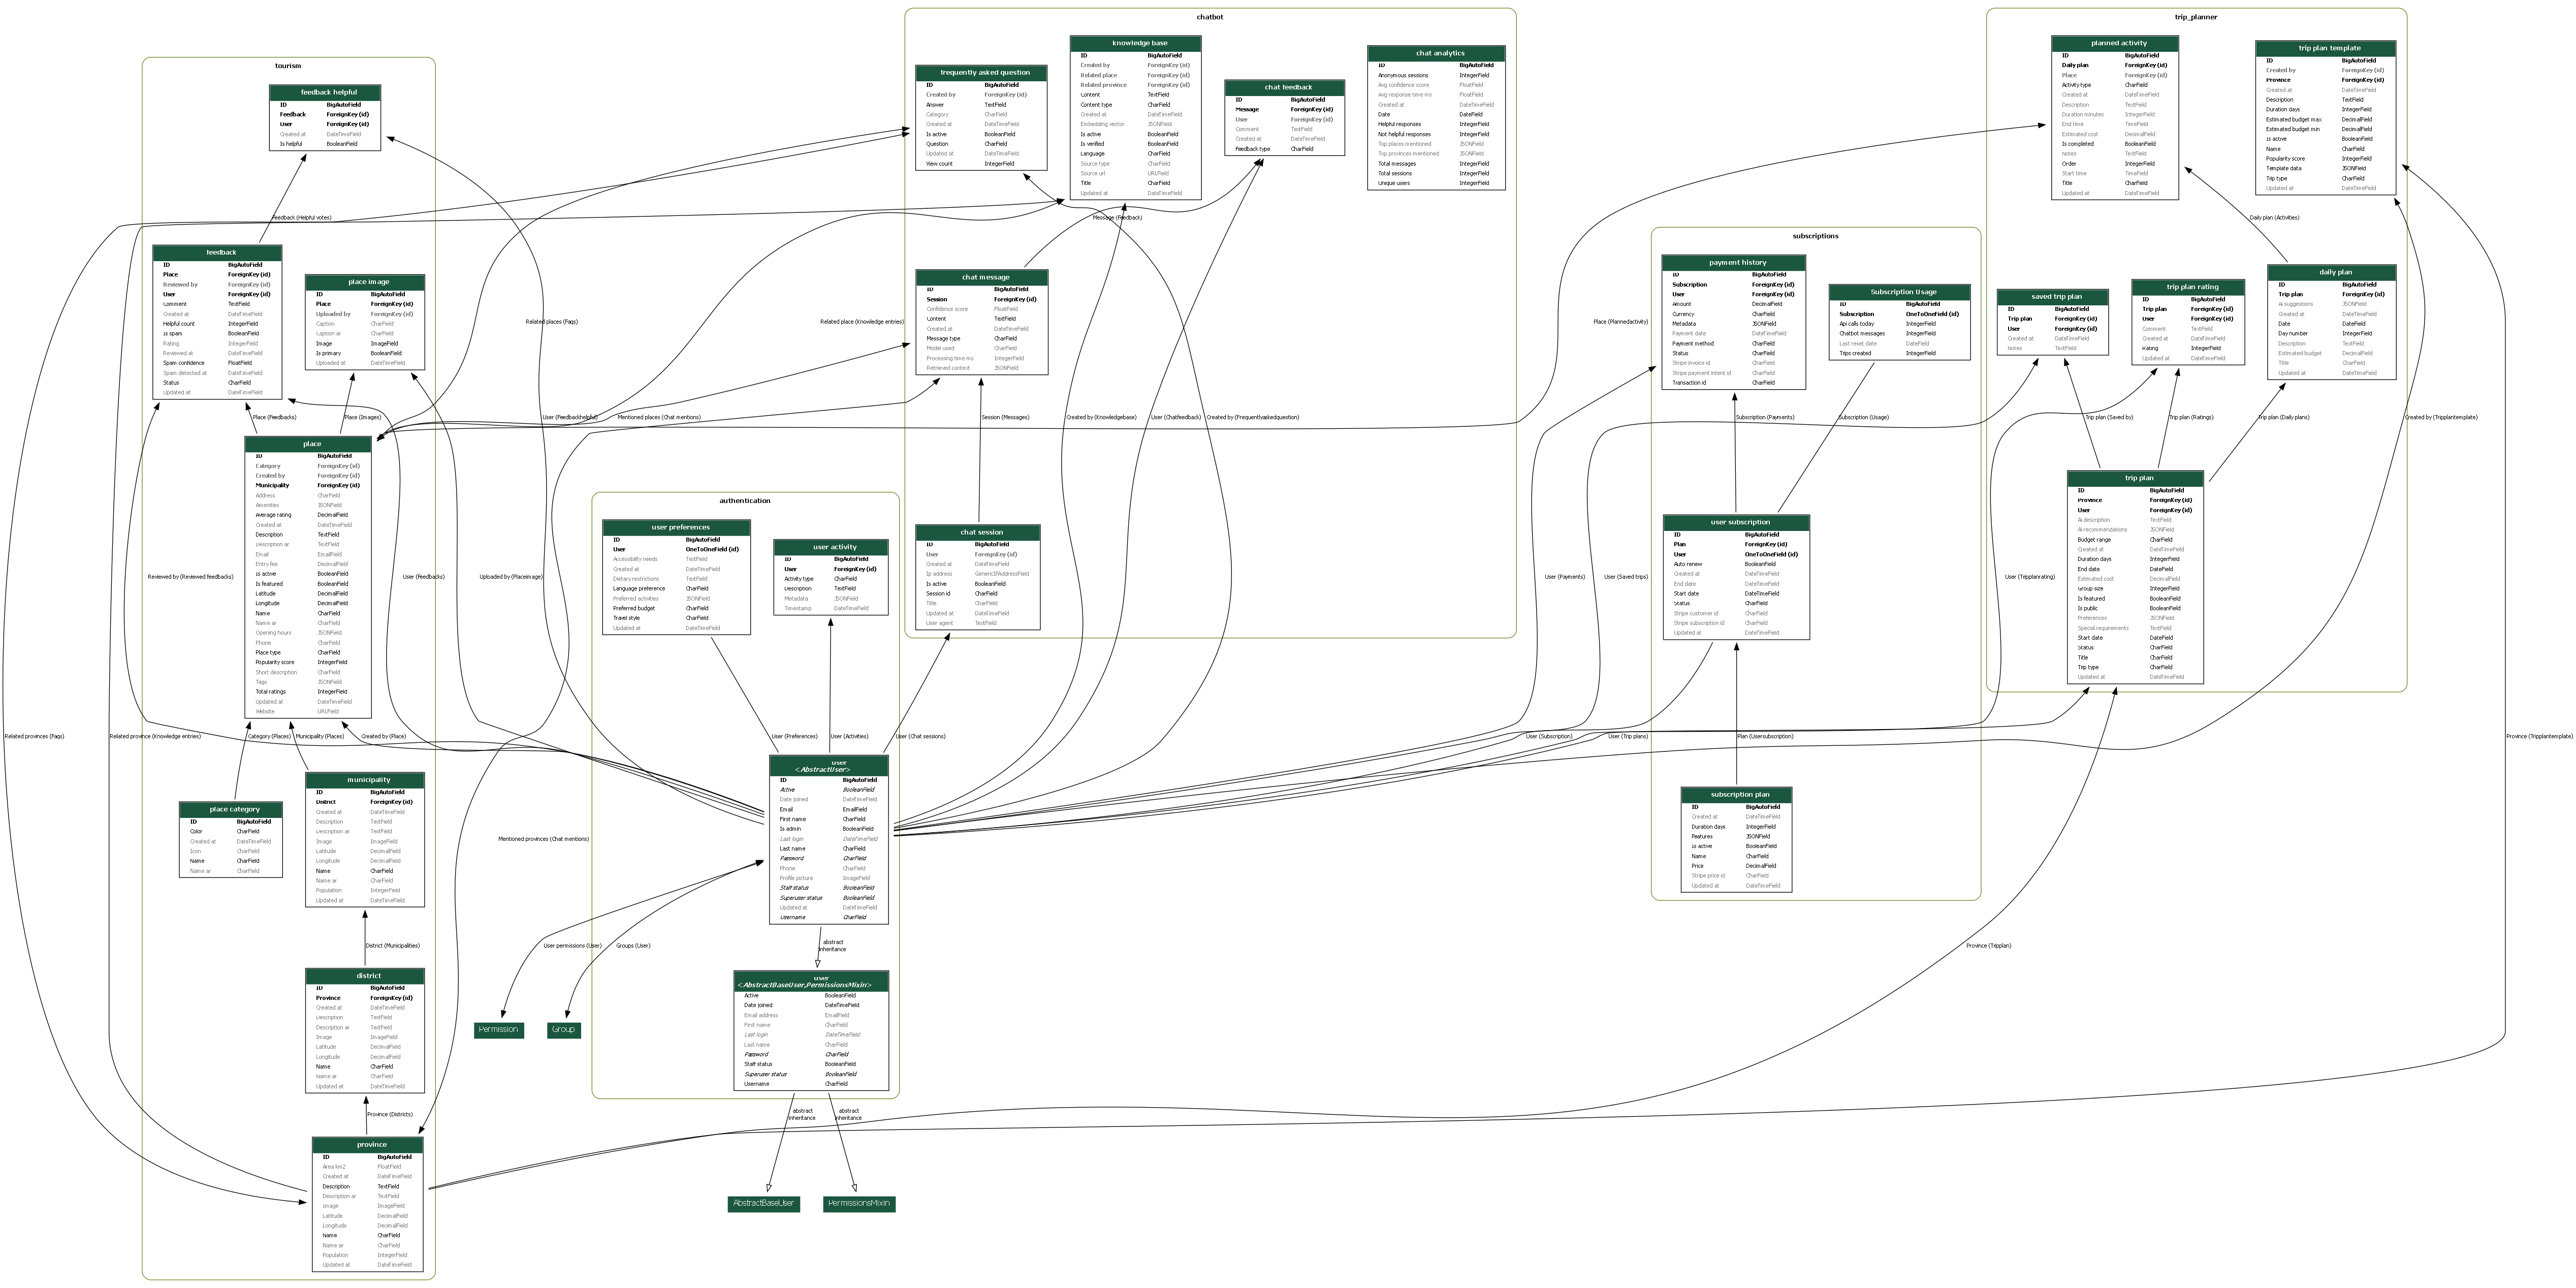 chatbot
trip_planner
tourism
subscriptions
authentication
feedback helpful
ID BigAutoField
Feedback ForeignKey (id)
User ForeignKey (id)
Created at DateTimeField
Is helpful BooleanField
Feedback (Helpful votes)
feedback
ID BigAutoField
Place ForeignKey (id)
Reviewed by ForeignKey (id)
User ForeignKey (id)
Comment TextField
Created at DateTimeField
Helpful count IntegerField
Is spam BooleanField
Rating IntegerField
Reviewed at DateTimeField
Spam confidence FloatField
Spam detected at DateTimeField
Status CharField
Updated at DateTimeField
place image
ID BigAutoField
Place ForeignKey (id)
Uploaded by ForeignKey (id)
Caption CharField
Caption ar CharField
Image ImageField
Is primary BooleanField
Uploaded at DateTimeField
Place (Feedbacks)
Place (Images)
place
ID BigAutoField
Category ForeignKey (id)
Created by ForeignKey (id)
Municipality ForeignKey (id)
Address CharField
Amenities JSONField
Average rating DecimalField
Created at DateTimeField
Description TextField
Description ar TextField
Email EmailField
Entry fee DecimalField
Is active BooleanField
Is featured BooleanField
Latitude DecimalField
Longitude DecimalField
Name CharField
Name ar CharField
Opening hours JSONField
Phone CharField
Place type CharField
Popularity score IntegerField
Short description CharField
Tags JSONField
Total ratings IntegerField
Updated at DateTimeField
Website URLField
Reviewed by (Reviewed feedbacks)
User (Feedbacks)
Uploaded by (Placeimage)
Related provinces (Faqs)
Related province (Knowledge entries)
Category (Places)
Municipality (Places)
Created by (Place)
place category
ID BigAutoField
Color CharField
Created at DateTimeField
Icon CharField
Name CharField
Name ar CharField
municipality
ID BigAutoField
District ForeignKey (id)
Created at DateTimeField
Description TextField
Description ar TextField
Image ImageField
Latitude DecimalField
Longitude DecimalField
Name CharField
Name ar CharField
Population IntegerField
Updated at DateTimeField
District (Municipalities)
district
ID BigAutoField
Province ForeignKey (id)
Created at DateTimeField
Description TextField
Description ar TextField
Image ImageField
Latitude DecimalField
Longitude DecimalField
Name CharField
Name ar CharField
Updated at DateTimeField
Province (Districts)
province
ID BigAutoField
Area km2 FloatField
Created at DateTimeField
Description TextField
Description ar TextField
Image ImageField
Latitude DecimalField
Longitude DecimalField
Name CharField
Name ar CharField
Population IntegerField
Updated at DateTimeField
frequently asked question
ID BigAutoField
Created by ForeignKey (id)
Answer TextField
Category CharField
Created at DateTimeField
Is active BooleanField
Question CharField
Updated at DateTimeField
View count IntegerField
knowledge base
ID BigAutoField
Created by ForeignKey (id)
Related place ForeignKey (id)
Related province ForeignKey (id)
Content TextField
Content type CharField
Created at DateTimeField
Embedding vector JSONField
Is active BooleanField
Is verified BooleanField
Language CharField
Source type CharField
Source url URLField
Title CharField
Updated at DateTimeField
chat feedback
ID BigAutoField
Message ForeignKey (id)
User ForeignKey (id)
Comment TextField
Created at DateTimeField
Feedback type CharField
chat analytics
ID BigAutoField
Anonymous sessions IntegerField
Avg confidence score FloatField
Avg response time ms FloatField
Created at DateTimeField
Date DateField
Helpful responses IntegerField
Not helpful responses IntegerField
Top places mentioned JSONField
Top provinces mentioned JSONField
Total messages IntegerField
Total sessions IntegerField
Unique users IntegerField
Message (Feedback)
Related places (Faqs)
Related place (Knowledge entries)
chat message
ID BigAutoField
Session ForeignKey (id)
Confidence score FloatField
Content TextField
Created at DateTimeField
Message type CharField
Model used CharField
Processing time ms IntegerField
Retrieved context JSONField
User (Feedbackhelpful)
Mentioned places (Chat mentions)
Session (Messages)
Created by (Knowledgebase)
User (Chatfeedback)
Created by (Frequentlyaskedquestion)
chat session
ID BigAutoField
User ForeignKey (id)
Created at DateTimeField
Ip address GenericIPAddressField
Is active BooleanField
Session id CharField
Title CharField
Updated at DateTimeField
User agent TextField
user preferences
ID BigAutoField
User OneToOneField (id)
Accessibility needs TextField
Created at DateTimeField
Dietary restrictions TextField
Language preference CharField
Preferred activities JSONField
Preferred budget CharField
Travel style CharField
Updated at DateTimeField
user activity
ID BigAutoField
User ForeignKey (id)
Activity type CharField
Description TextField
Metadata JSONField
Timestamp DateTimeField
User (Preferences)
User (Activities)
User (Chat sessions)
Mentioned provinces (Chat mentions)
user
<AbstractUser>
ID BigAutoField
Active BooleanField
Date joined DateTimeField
Email EmailField
First name CharField
Is admin BooleanField
Last login DateTimeField
Last name CharField
Password CharField
Phone CharField
Profile picture ImageField
Staff status BooleanField
Superuser status BooleanField
Updated at DateTimeField
Username CharField
User permissions (User)
Groups (User)
abstract
inheritance
user
<AbstractBaseUser,PermissionsMixin>
Active BooleanField
Date joined DateTimeField
Email address EmailField
First name CharField
Last login DateTimeField
Last name CharField
Password CharField
Staff status BooleanField
Superuser status BooleanField
Username CharField
Permission
Group
abstract
inheritance
abstract
inheritance
AbstractBaseUser
PermissionsMixin
payment history
ID BigAutoField
Subscription ForeignKey (id)
User ForeignKey (id)
Amount DecimalField
Currency CharField
Metadata JSONField
Payment date DateTimeField
Payment method CharField
Status CharField
Stripe invoice id CharField
Stripe payment intent id CharField
Transaction id CharField
Subscription Usage
ID BigAutoField
Subscription OneToOneField (id)
Api calls today IntegerField
Chatbot messages IntegerField
Last reset date DateField
Trips created IntegerField
Place (Plannedactivity)
Subscription (Payments)
Subscription (Usage)
user subscription
ID BigAutoField
Plan ForeignKey (id)
User OneToOneField (id)
Auto renew BooleanField
Created at DateTimeField
End date DateTimeField
Start date DateTimeField
Status CharField
Stripe customer id CharField
Stripe subscription id CharField
Updated at DateTimeField
User (Payments)
User (Saved trips)
User (Subscription)
User (Trip plans)
Plan (Usersubscription)
subscription plan
ID BigAutoField
Created at DateTimeField
Duration days IntegerField
Features JSONField
Is active BooleanField
Name CharField
Price DecimalField
Stripe price id CharField
Updated at DateTimeField
planned activity
ID BigAutoField
Daily plan ForeignKey (id)
Place ForeignKey (id)
Activity type CharField
Created at DateTimeField
Description TextField
Duration minutes IntegerField
End time TimeField
Estimated cost DecimalField
Is completed BooleanField
Notes TextField
Order IntegerField
Start time TimeField
Title CharField
Updated at DateTimeField
trip plan template
ID BigAutoField
Created by ForeignKey (id)
Province ForeignKey (id)
Created at DateTimeField
Description TextField
Duration days IntegerField
Estimated budget max DecimalField
Estimated budget min DecimalField
Is active BooleanField
Name CharField
Popularity score IntegerField
Template data JSONField
Trip type CharField
Updated at DateTimeField
Daily plan (Activities)
saved trip plan
ID BigAutoField
Trip plan ForeignKey (id)
User ForeignKey (id)
Created at DateTimeField
Notes TextField
trip plan rating
ID BigAutoField
Trip plan ForeignKey (id)
User ForeignKey (id)
Comment TextField
Created at DateTimeField
Rating IntegerField
Updated at DateTimeField
daily plan
ID BigAutoField
Trip plan ForeignKey (id)
Ai suggestions JSONField
Created at DateTimeField
Date DateField
Day number IntegerField
Description TextField
Estimated budget DecimalField
Title CharField
Updated at DateTimeField
Trip plan (Saved by)
Trip plan (Ratings)
Trip plan (Daily plans)
Created by (Tripplantemplate)
trip plan
ID BigAutoField
Province ForeignKey (id)
User ForeignKey (id)
Ai description TextField
Ai recommendations JSONField
Budget range CharField
Created at DateTimeField
Duration days IntegerField
End date DateField
Estimated cost DecimalField
Group size IntegerField
Is featured BooleanField
Is public BooleanField
Preferences JSONField
Special requirements TextField
Start date DateField
Status CharField
Title CharField
Trip type CharField
Updated at DateTimeField
User (Tripplanrating)
Province (Tripplantemplate)
Province (Tripplan)